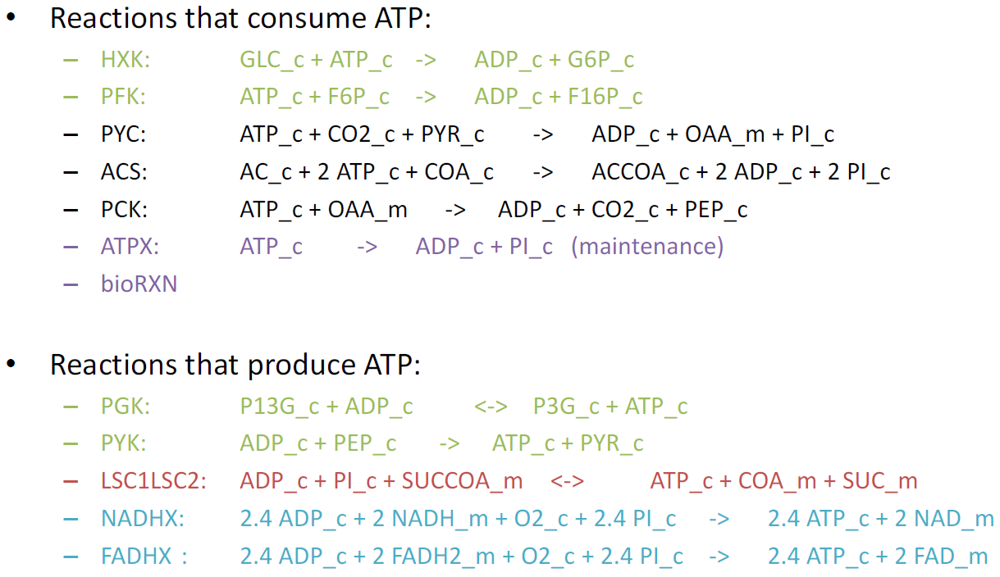 • Reactions that consume ATP:
– HXK: GLC_c + ATP_c -> ADP_c + G6P_c
– PFK: ATP_c + F6P_c -> ADP_c + F16P_c
– PYC: ATP_c + CO2_c + PYR_c -> ADP_c + OAA_m + PI_c
– ACS: AC_c + 2 ATP_c + COA_c -> ACCOA_c + 2 ADP_c + 2 PI_c
– PCK: ATP_c + OAA_m -> ADP_c + CO2_c + PEP_c
– ATPX: ATP_c -> ADP_c + PI_c (maintenance)
– bioRXN
• Reactions that produce ATP:
– PGK: P13G_c + ADP_c <-> P3G_c + ATP_c
– PYK: ADP_c + PEP_c -> ATP_c + PYR_c
– LSC1LSC2: ADP_c + PI_c + SUCCOA_m <-> ATP_c + COA_m + SUC_m
– NADHX: 2.4 ADP_c + 2 NADH_m + O2_c + 2.4 PI_c -> 2.4 ATP_c + 2 NAD_m
– FADHX : 2.4 ADP_c + 2 FADH2_m + O2_c + 2.4 PI_c -> 2.4 ATP_c + 2 FAD_m